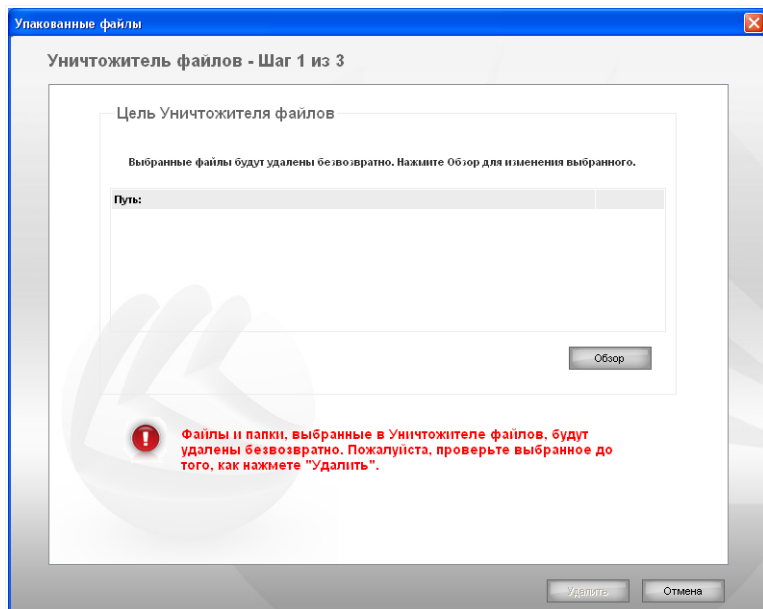 Упакованные файлы
Уничтожитель файлов - Шаг 1 из 3
Цель Уничтожителя файлов
Выбранные файлы будут удалены безвозвратно. Нажмите Обзор для изменения выбранного.
Путь:
Обзор
Файлы и папки, выбранные в Уничтожителе файлов, будут
удалены безвозвратно. Пожалуйста, проверьте выбранное до
того, как нажмете "Удалить".
Удалить
Отмена